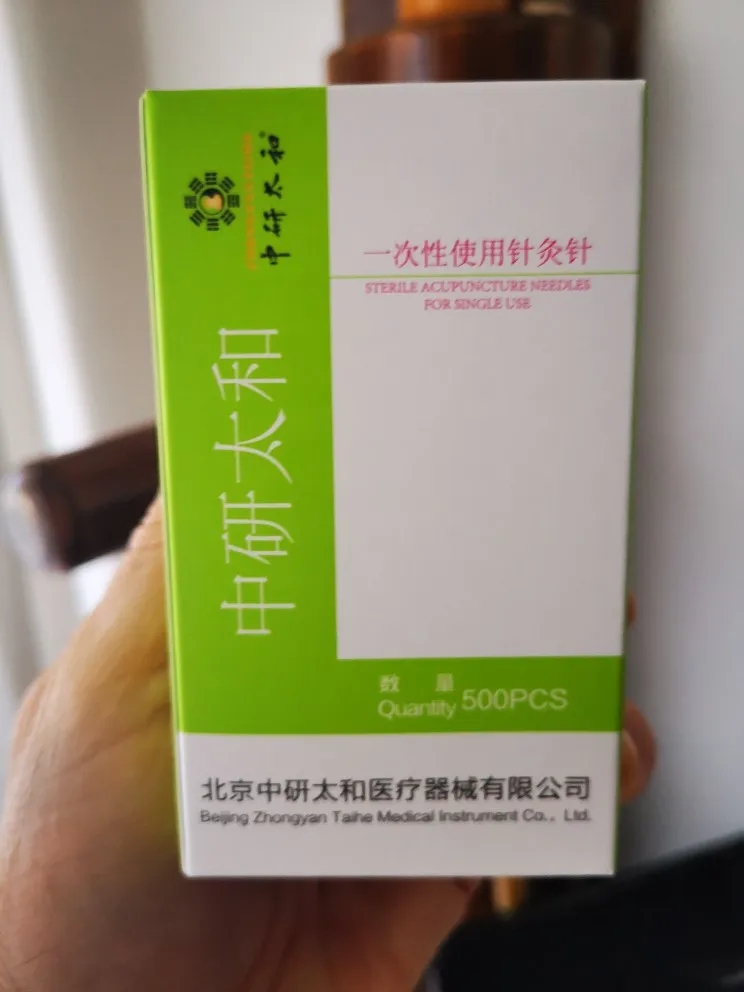 中研太和
中研太和
一次性使用针灸针
STERILE ACUPUNCTURE NEEDLES
FOR SINGLE USE
数 量
Quantity 500PCS
北京中研太和医疗器械有限公司
Beijing Zhongyan Taihe Medical Instrument Co., Ltd.